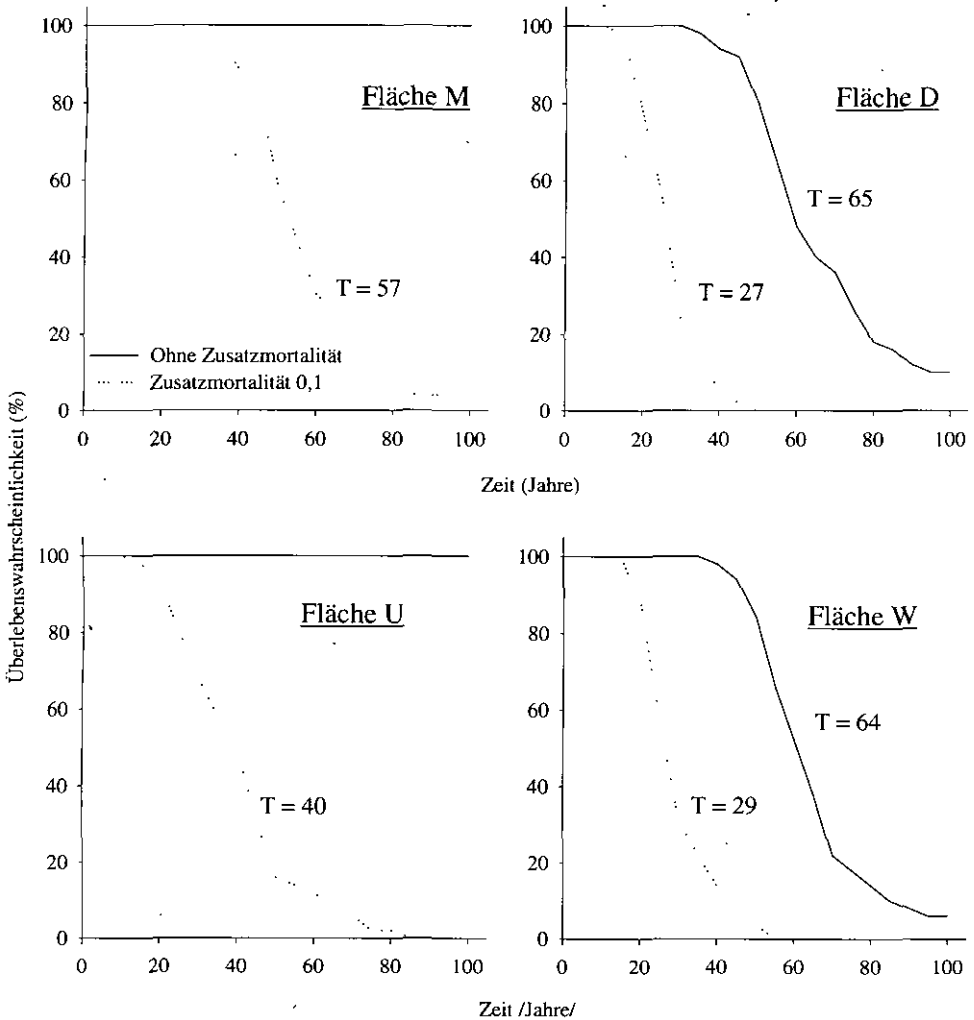 Überlebenswahrscheinlichkeit (%)
100
80
60
40
20
0
Fläche M
T = 57
Ohne Zusatzmortalität
Zusatzmortalität 0,1
0 20 40 60 80 100
100
80
60
40
20
0
Fläche D
T = 65
T = 27
0 20 40 60 80 100
Zeit (Jahre)
100
80
60
40
20
0
Fläche U
T = 40
0 20 40 60 80 100
100
80
60
40
20
0
Fläche W
T = 64
T = 29
0 20 40 60 80 100
Zeit /Jahre/